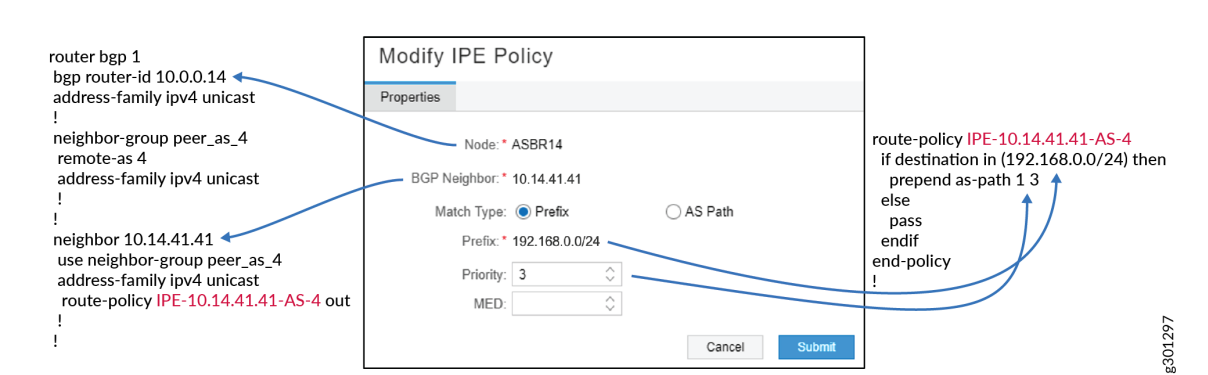 router bgp 1
bgp router-id 10.0.0.14
address-family ipv4 unicast
!
neighbor-group peer_as_4
remote-as 4
address-family ipv4 unicast
!
!
neighbor 10.14.41.41
use neighbor-group peer_as_4
address-family ipv4 unicast
route-policy IPE-10.14.41.41-AS-4 out
!
!
Modify IPE Policy
Properties
Node: * ASBR14
BGP Neighbor: * 10.14.41.41
Match Type: Prefix AS Path
Prefix: * 192.168.0.0/24
Priority: 3
MED:
Cancel Submit
route-policy IPE-10.14.41.41-AS-4
if destination in (192.168.0.0/24) then
prepend as-path 1 3
else
pass
endif
end-policy
!
g301297